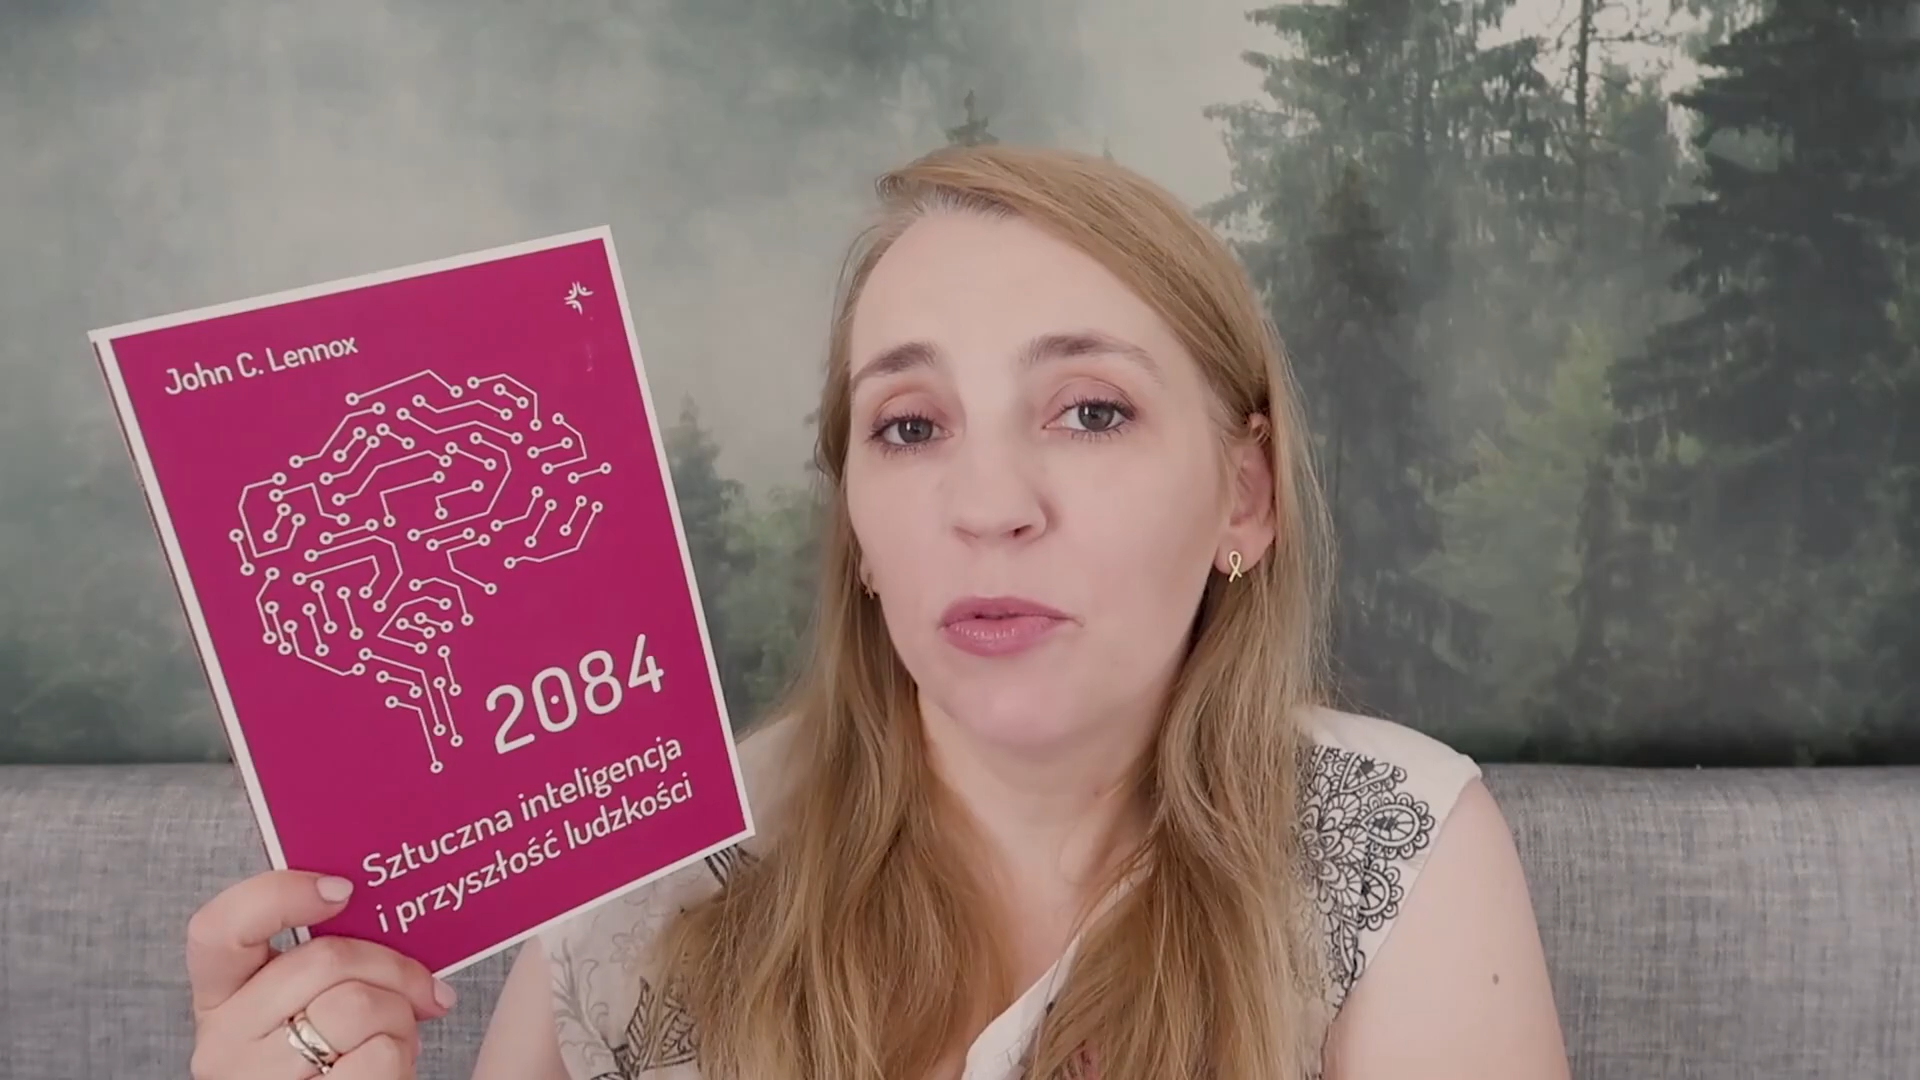 John C. Lennox
2084
Sztuczna inteligencja
i przyszłość ludzkości